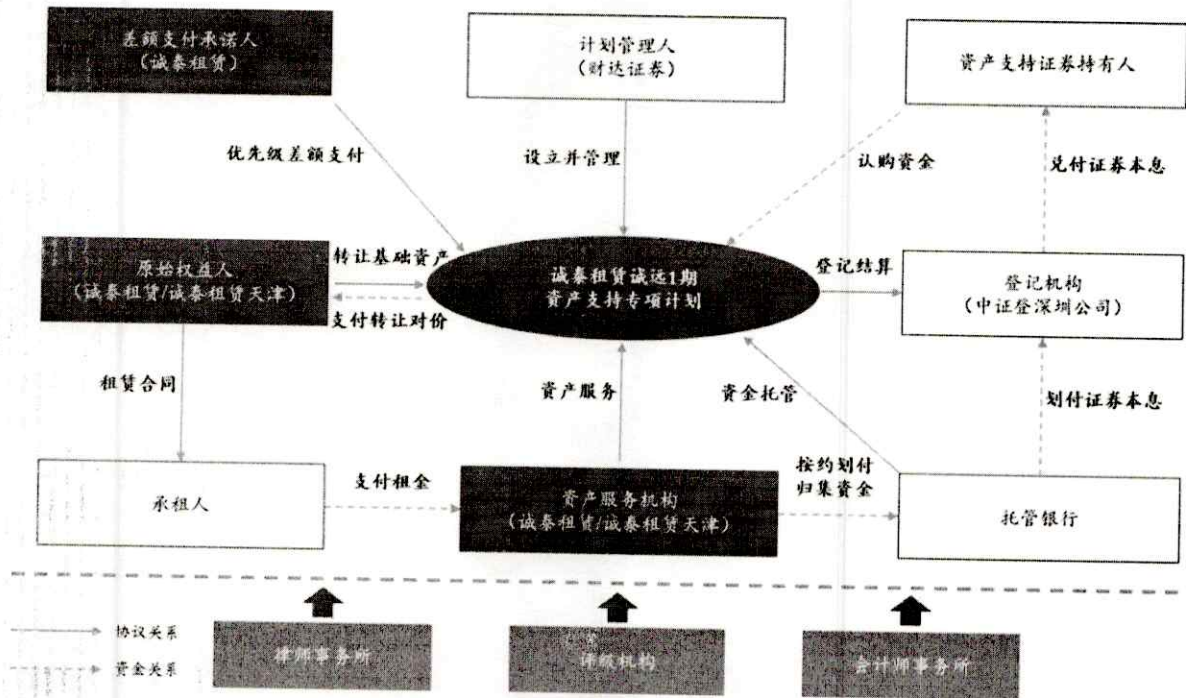 差额支付承诺人
（诚泰租赁）
计划管理人
（财达证券）
资产支持证券持有人
优先级差额支付
设立并管理
认购资金
兑付证券本息
原始权益人
（诚泰租赁/诚泰租赁天津）
转让基础资产
支付转让对价
诚泰租赁诚远1期
资产支持专项计划
登记结算
登记机构
（中证登深圳公司）
租赁合同
资产服务
资金托管
划付证券本息
承租人
支付租金
资产服务机构
（诚泰租赁/诚泰租赁天津）
按约划付
归集资金
托管银行
协议关系
资金关系
律师事务所
评级机构
会计师事务所